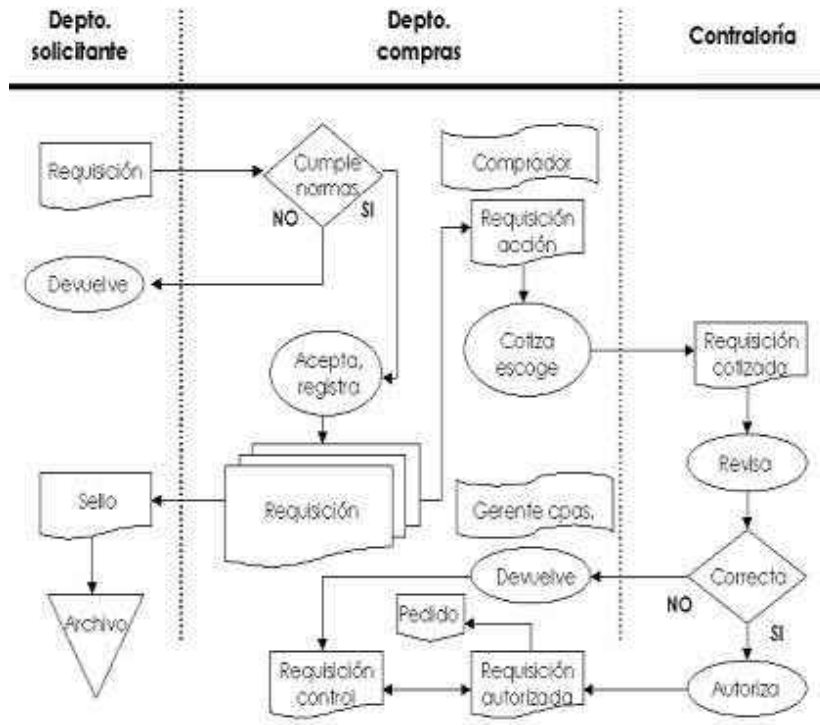 Depto.
solicitante
Depto.
compras
Contraloría
Requisición
Cumple
normas
NO
SI
Comprador
Requisición
acción
Devuelve
Acepta,
registra
Cotiza
escoge
Requisición
cotizada
Revisa
Sello
Requisición
Gerente cpas.
Devuelve
Correcta
NO
SI
Archivo
Pedido
Requisición
control
Requisición
autorizada
Autoriza